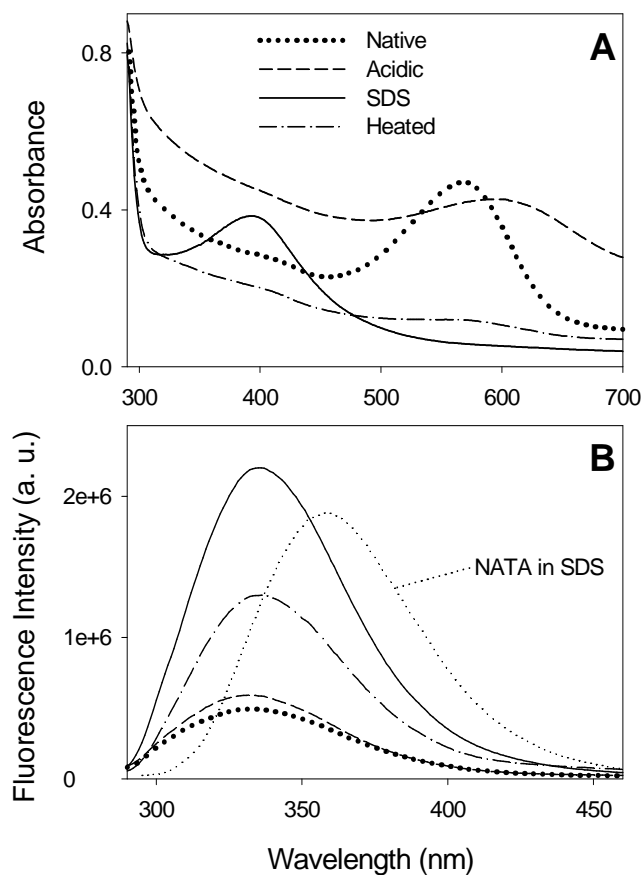 A
Native
Acidic
SDS
Heated
Absorbance
0.8
0.4
0.0
300 400 500 600 700
B
Fluorescence Intensity (a. u.)
2e+6
1e+6
0
NATA in SDS
300 350 400 450
Wavelength (nm)